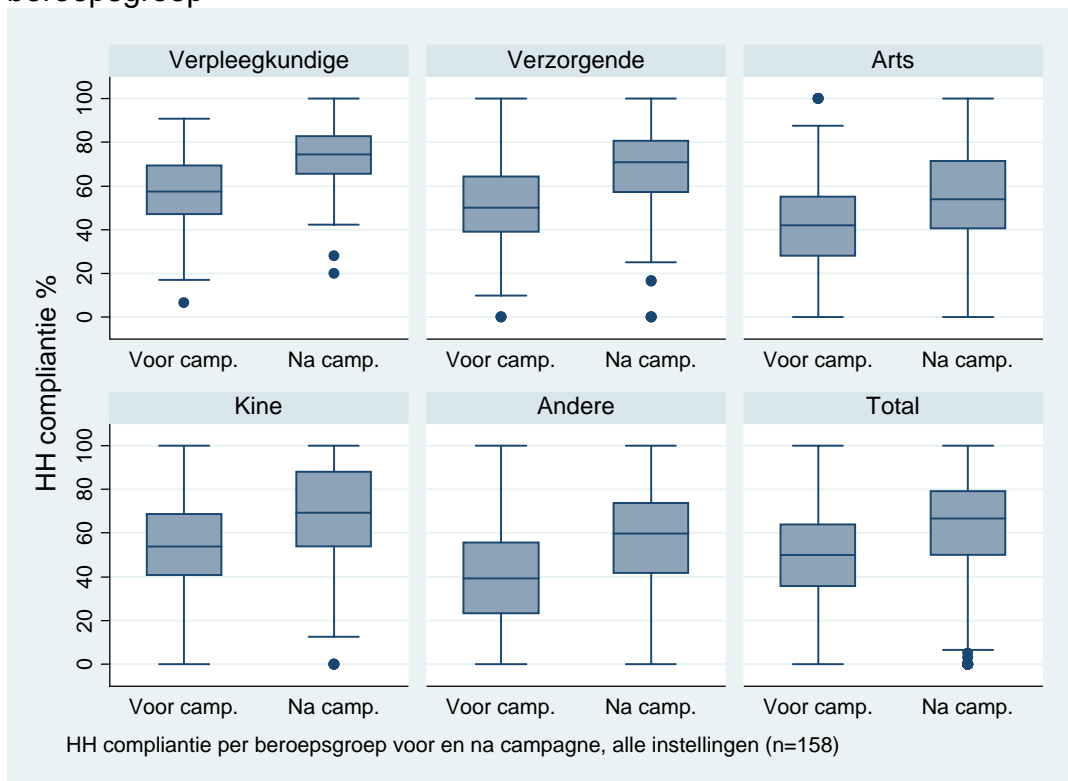 beroepsgroep
Verpleegkundige Verzorgende Arts
100
80
60
40
20
0
Voor camp. Na camp. Voor camp. Na camp. Voor camp. Na camp.
HH compliantie %
Kine Andere Total
100
80
60
40
20
0
Voor camp. Na camp. Voor camp. Na camp. Voor camp. Na camp.
HH compliantie per beroepsgroep voor en na campagne, alle instellingen (n=158)